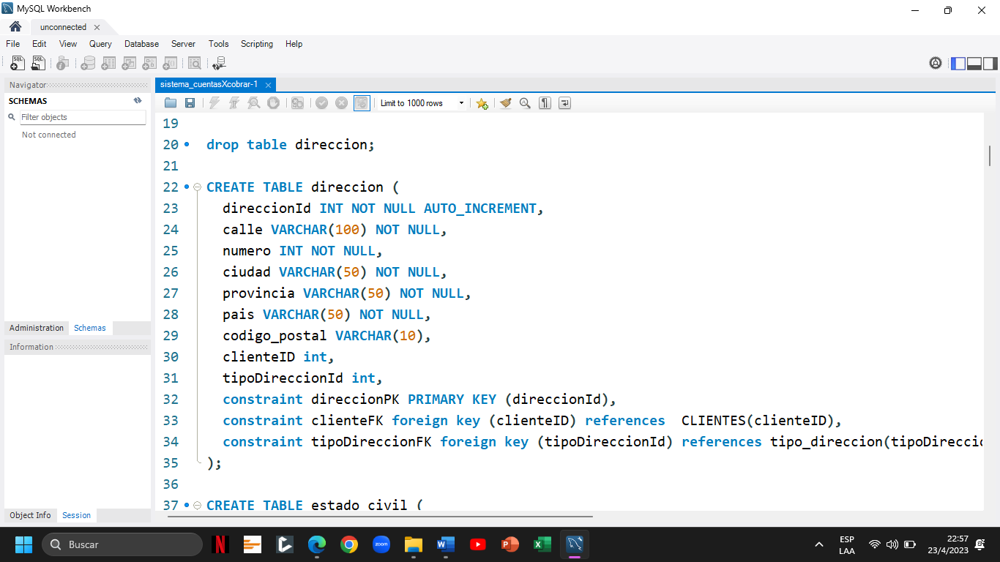 MySQL Workbench
unconnected
File Edit View Query Database Server Tools Scripting Help
Navigator
SCHEMAS
Filter objects
Not connected
Administration Schemas
Information
Object Info Session
sistema_cuentasXcobrar-1
Limit to 1000 rows
19
20 drop table direccion;
21
22 CREATE TABLE direccion (
23 direccionId INT NOT NULL AUTO_INCREMENT,
24 calle VARCHAR(100) NOT NULL,
25 numero INT NOT NULL,
26 ciudad VARCHAR(50) NOT NULL,
27 provincia VARCHAR(50) NOT NULL,
28 pais VARCHAR(50) NOT NULL,
29 codigo_postal VARCHAR(10),
30 clienteID int,
31 tipoDireccionId int,
32 constraint direccionPK PRIMARY KEY (direccionId),
33 constraint clienteFK foreign key (clienteID) references  CLIENTES(clienteID),
34 constraint tipoDireccionFK foreign key (tipoDireccionId) references tipo_direccion(tipoDirecci
35 );
36
37 CREATE TABLE estado civil (
Buscar
zoom
ESP
LAA
22:57
23/4/2023